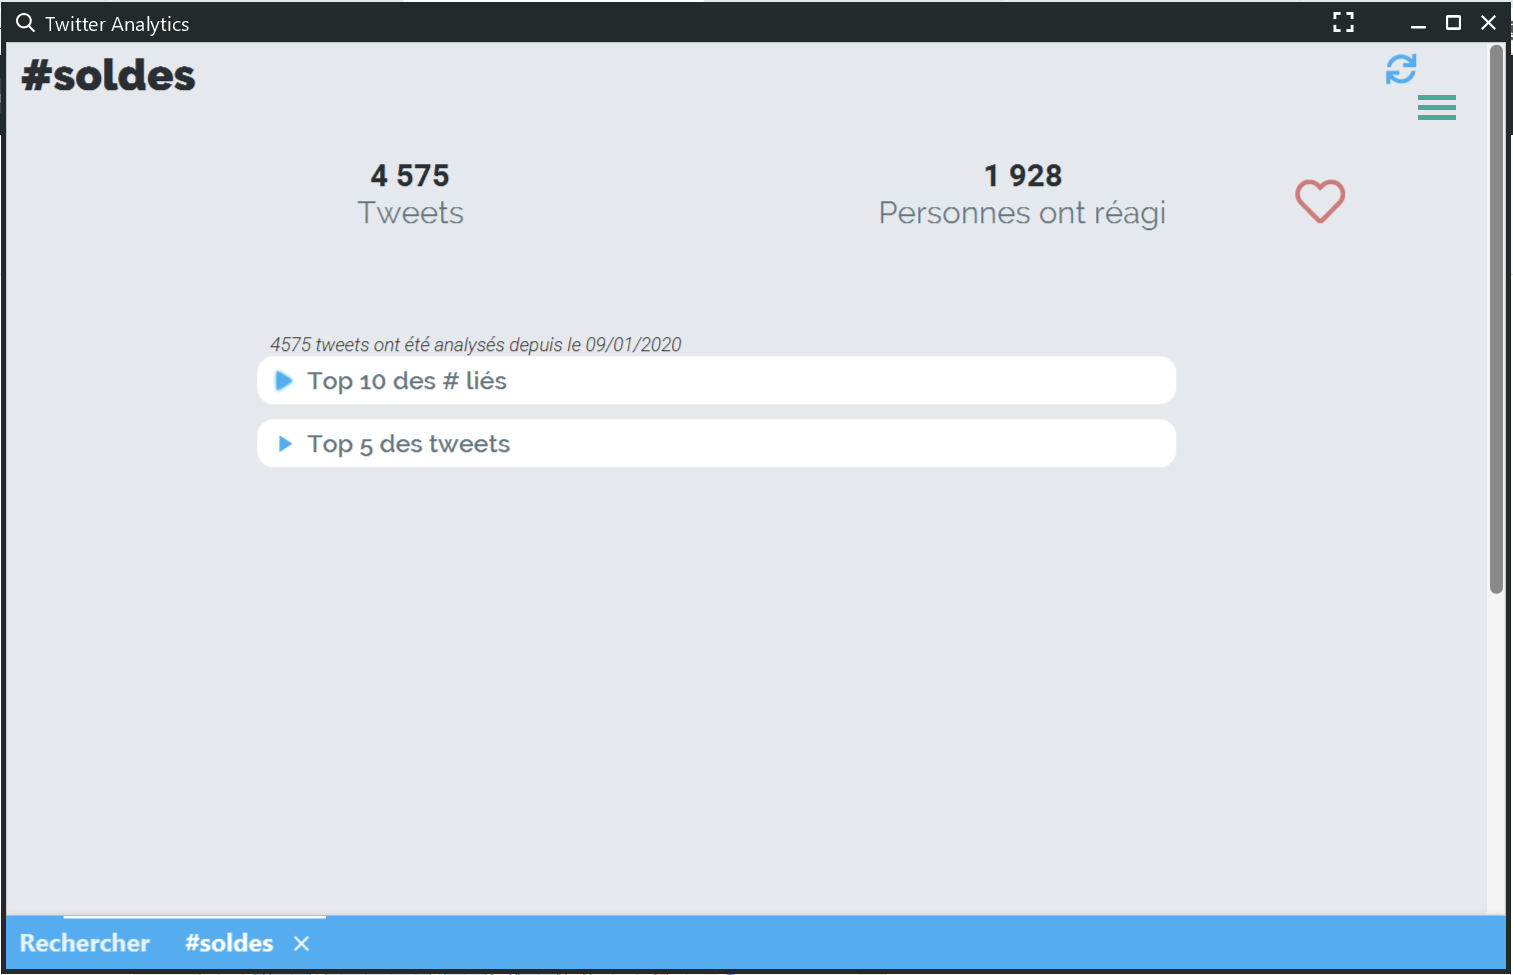 Twitter Analytics
#soldes
4 575
Tweets
1 928
Personnes ont réagi
4575 tweets ont été analysés depuis le 09/01/2020
Top 10 des # liés
Top 5 des tweets
Rechercher #soldes